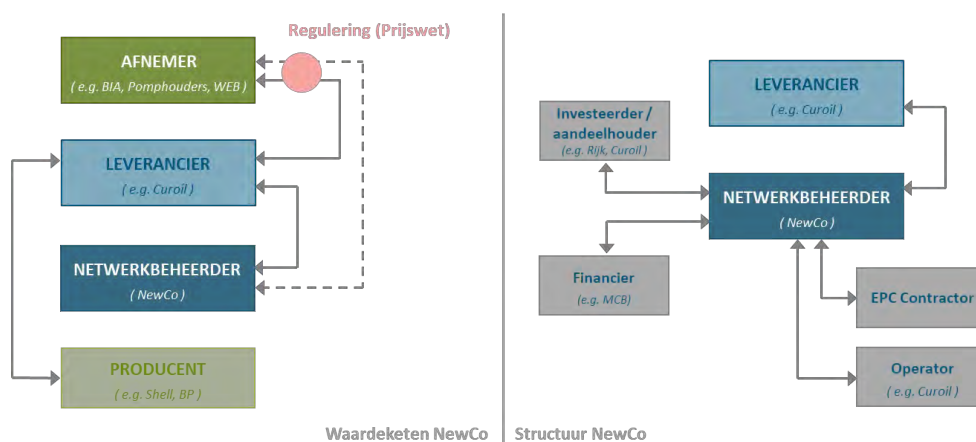 Regulering (Prijswet)
AFNEMER
( e.g. BIA, Pomphouders, WEB )
LEVERANCIER
( e.g. Curoil )
NETWERKBEHEERDER
( NewCo )
PRODUCENT
( e.g. Shell, BP )
Waardeketen NewCo
LEVERANCIER
(e.g. Curoil )
Investeerder /
aandeelhouder
(e.g. Rijk, Curoil )
NETWERKBEHEERDER
( NewCo )
Financier
(e.g. MCB)
EPC Contractor
Operator
(e.g. Curoil )
Structuur NewCo